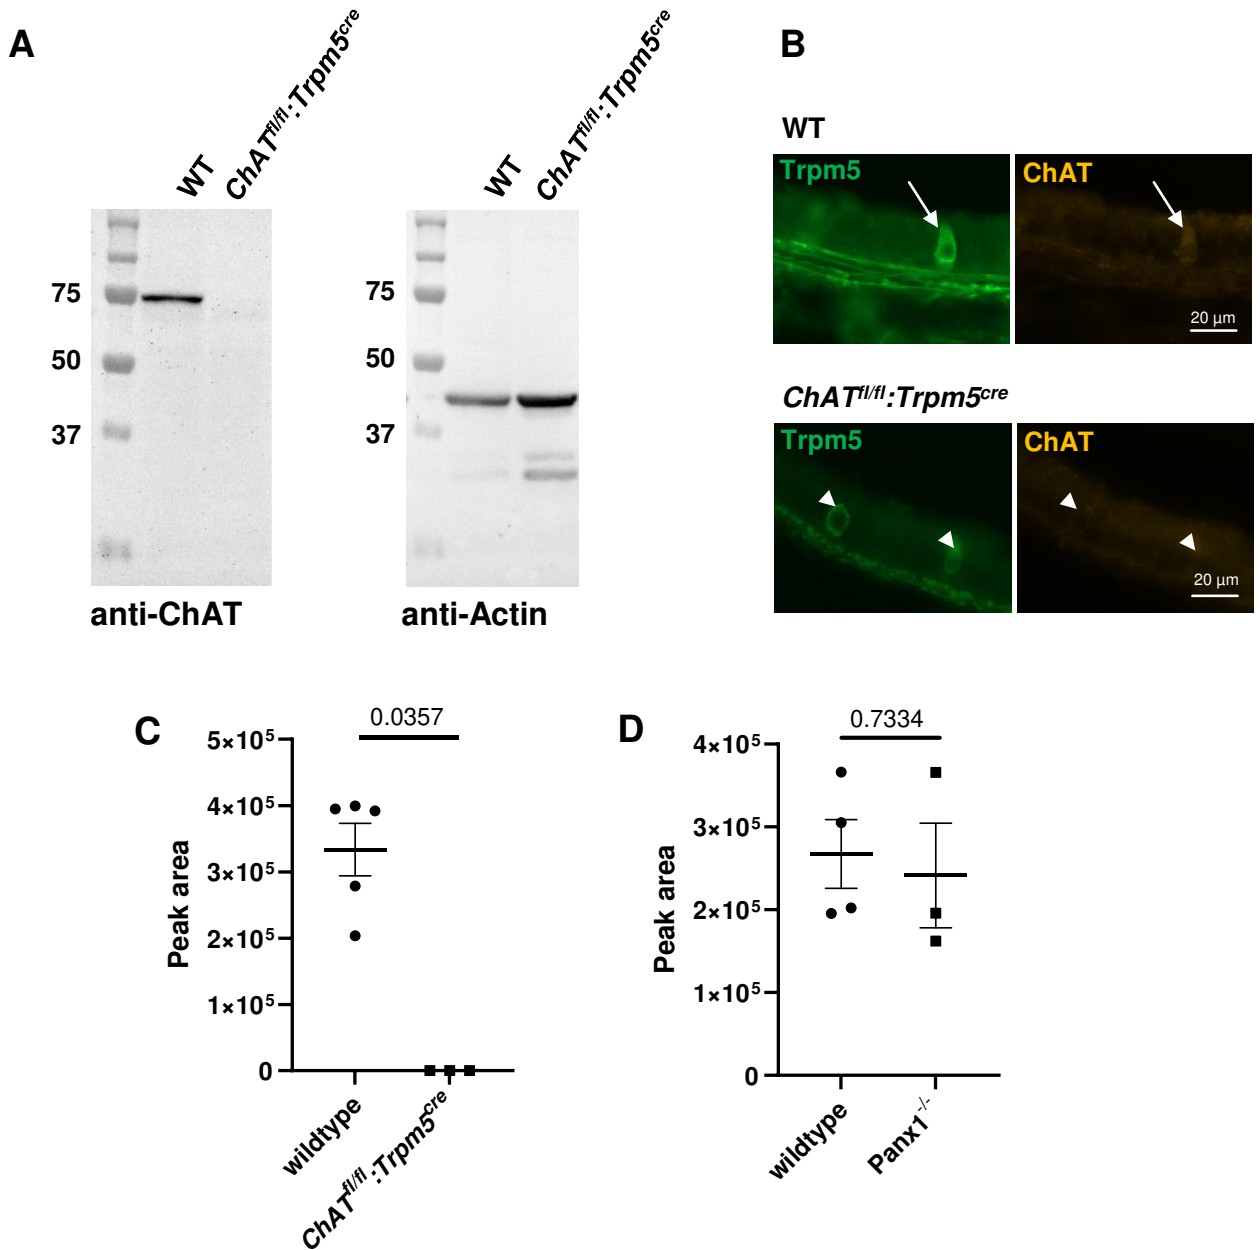 A
WT
ChATfl/fl:Trpm5cre
75
50
37
anti-ChAT
WT
ChATfl/fl:Trpm5cre
75
50
37
anti-Actin
B
WT
Trpm5
ChAT
20 µm
ChATfl/fl:Trpm5cre
Trpm5
ChAT
20 µm
C
0.0357
5×10⁵
4×10⁵
3×10⁵
2×10⁵
1×10⁵
0
Peak area
wildtype
ChATfl/fl:Trpm5cre
D
0.7334
4×10⁵
3×10⁵
2×10⁵
1×10⁵
0
Peak area
wildtype
Panx1-/-